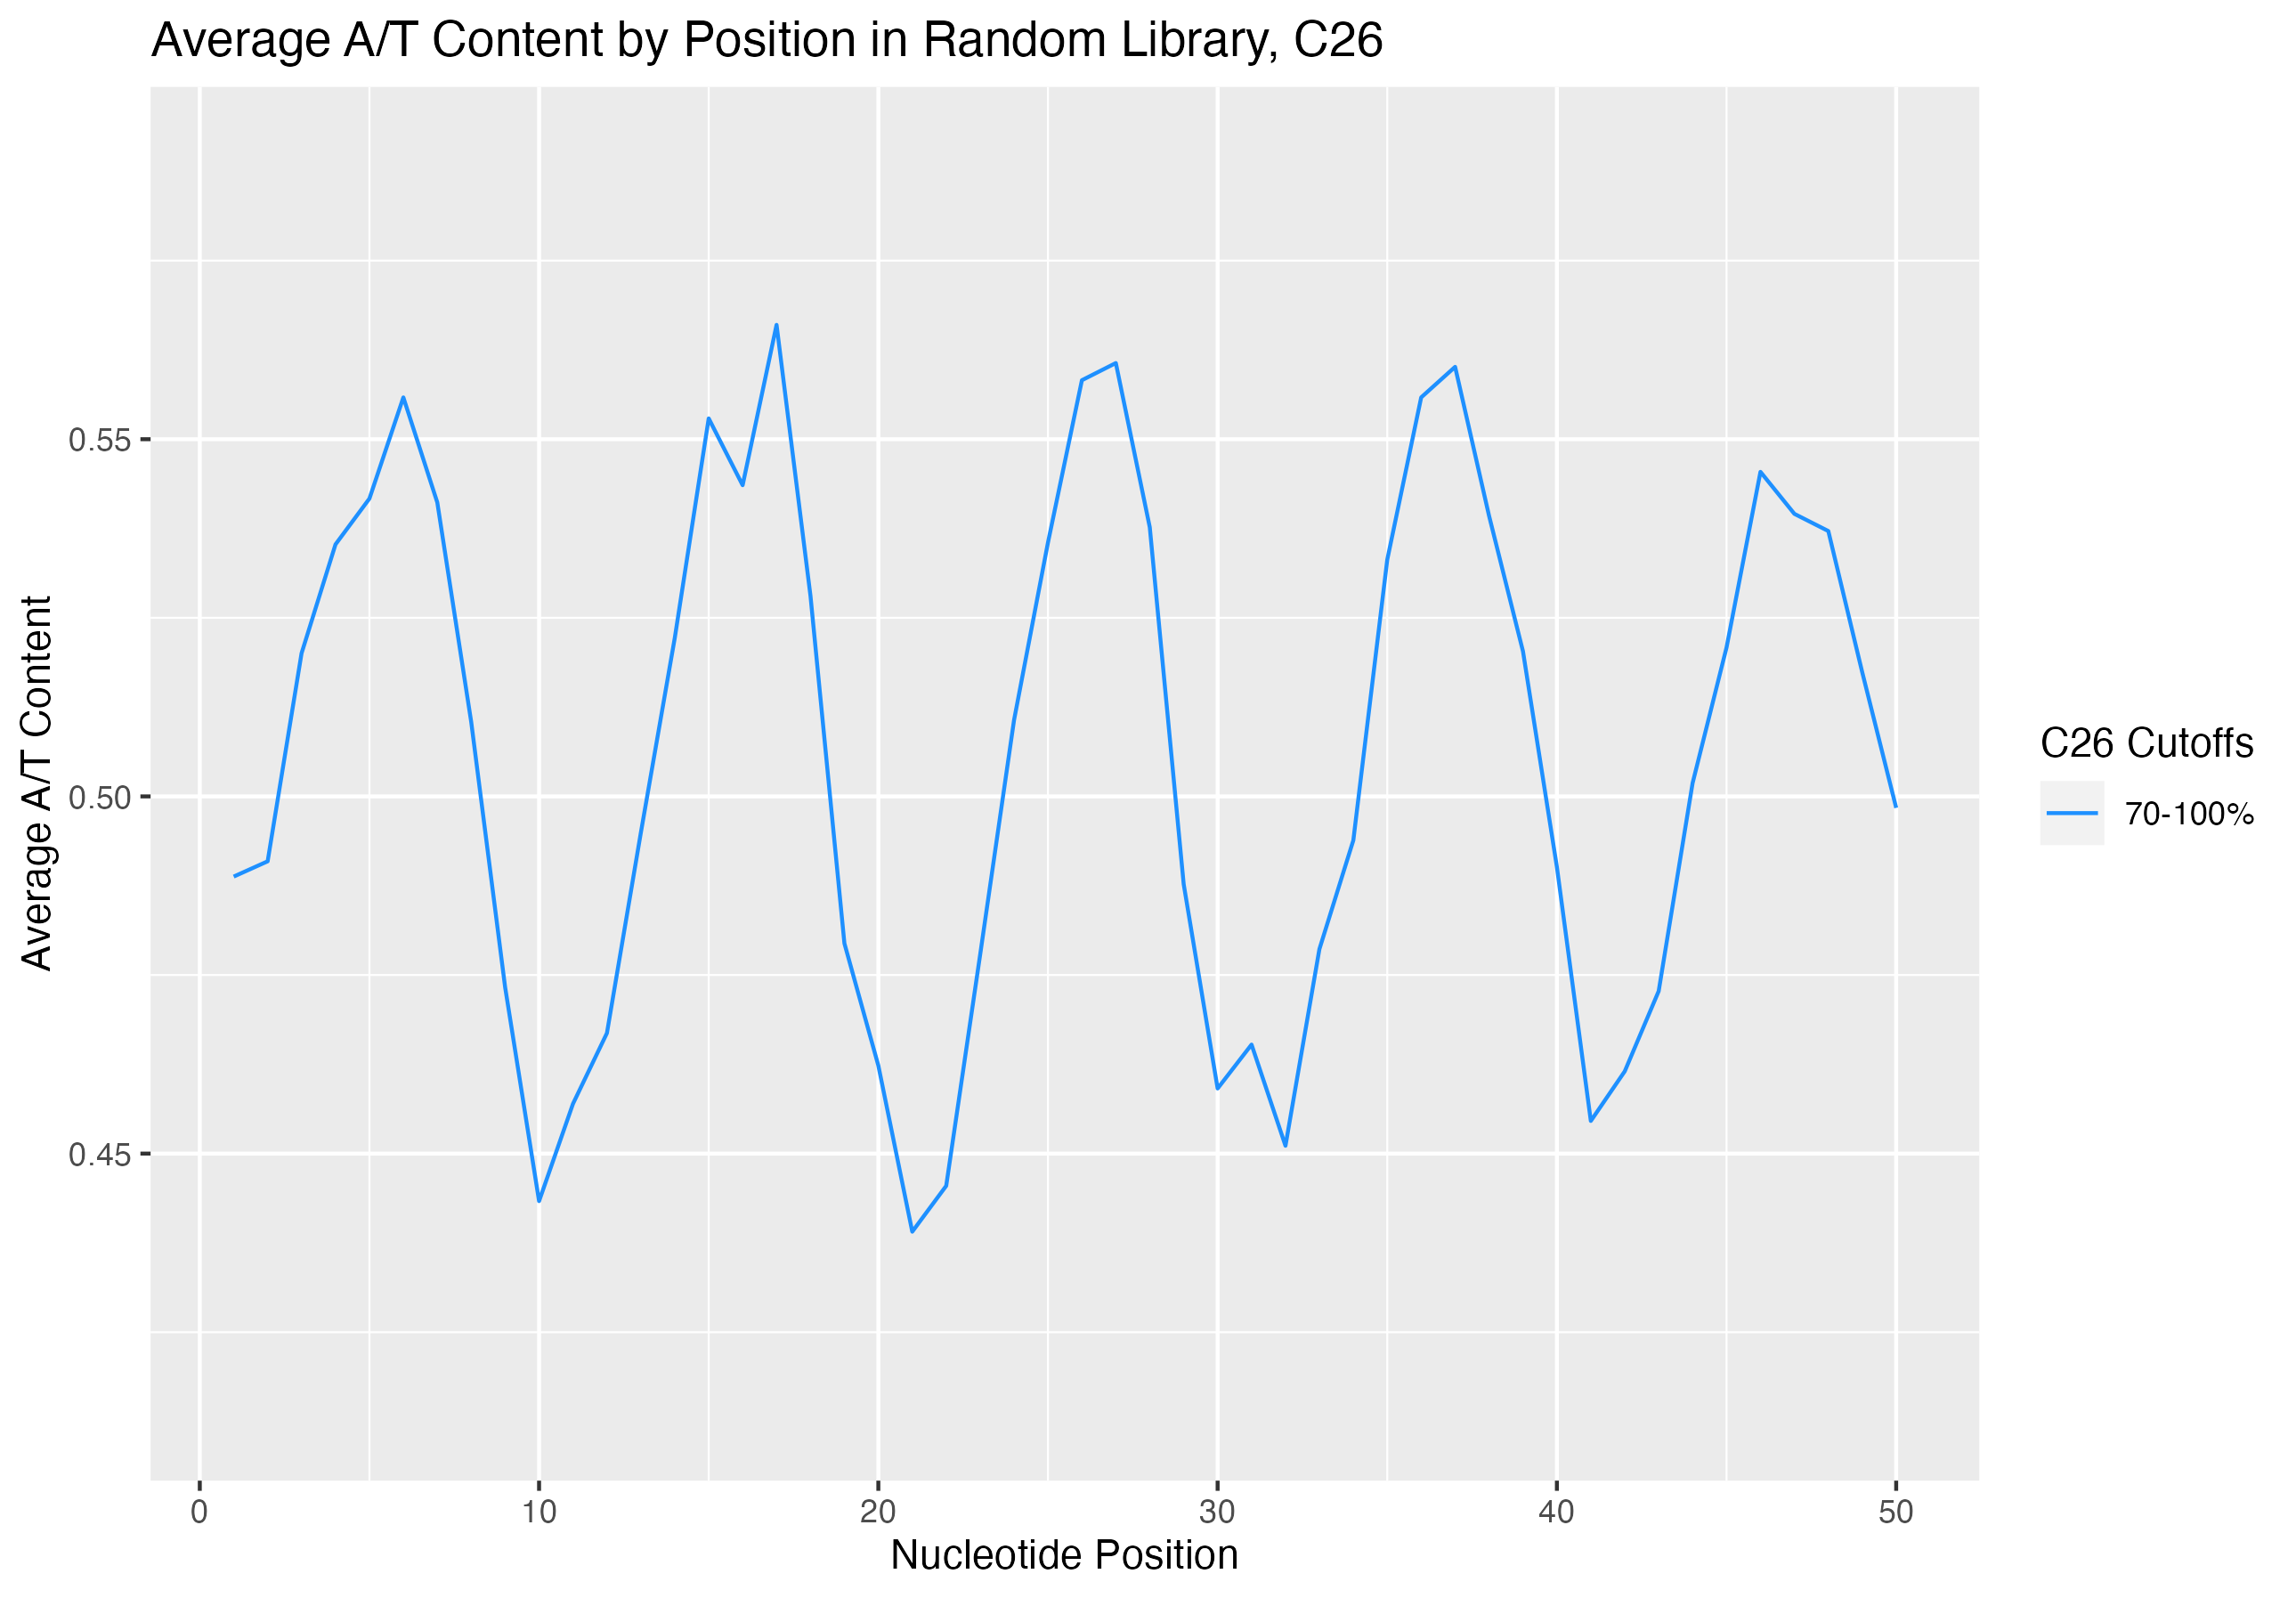 Average A/T Content by Position in Random Library, C26
Average A/T Content
0.55
0.50
0.45
0
10
20
30
40
50
Nucleotide Position
C26 Cutoffs
70-100%